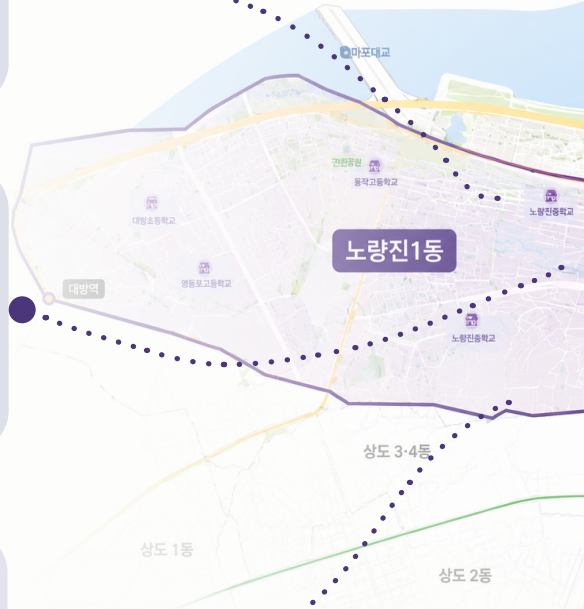 마포대교
근린공원
동작고등학교
노량진중학교
대방초등학교
노량진1동
영등포고등학교
대방역
노량진중학교
상도 3·4동
상도 1동
상도 2동